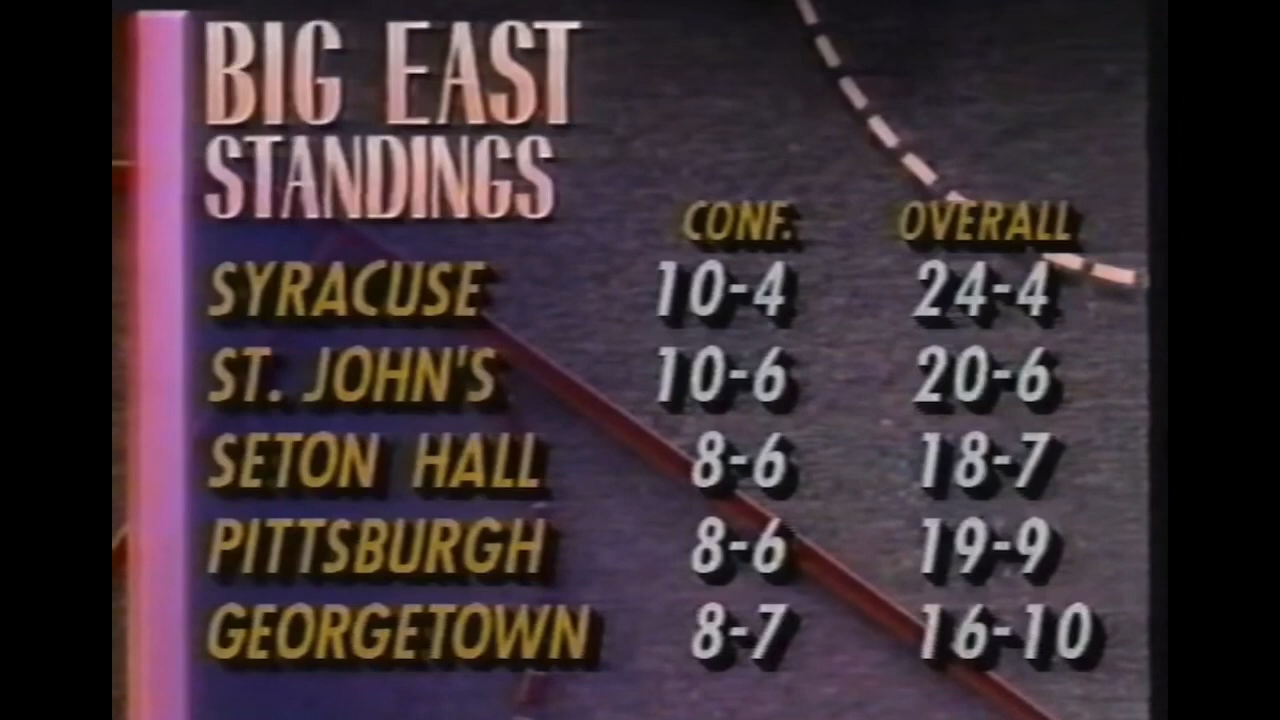 BIG EAST
STANDINGS
CONF. OVERALL
SYRACUSE 10-4 24-4
ST. JOHN'S 10-6 20-6
SETON HALL 8-6 18-7
PITTSBURGH 8-6 19-9
GEORGETOWN 8-7 16-10